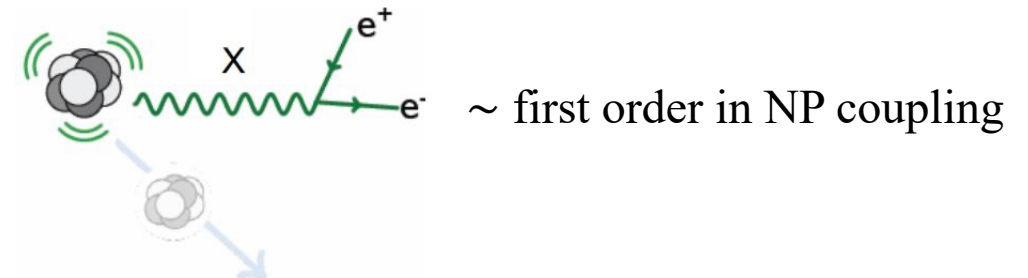 e⁺
X
e⁻ ~ first order in NP coupling